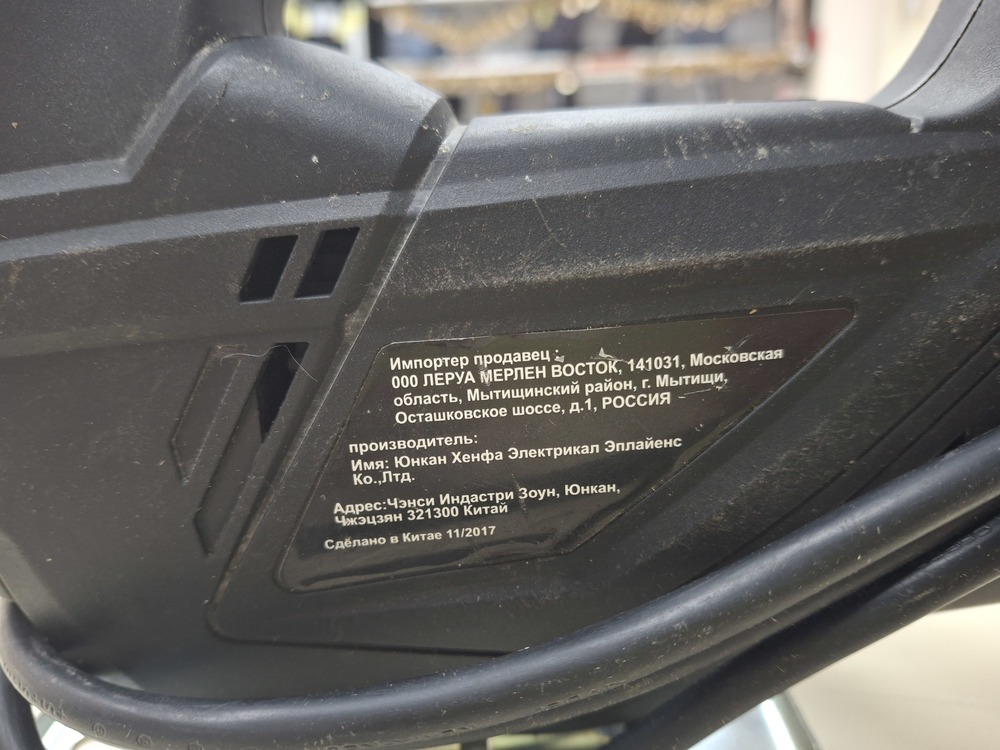 Импортер продавец :
ООО ЛЕРУА МЕРЛЕН ВОСТОК, 141031, Московская
область, Мытищинский район, г. Мытищи,
Осташковское шоссе, д.1, РОССИЯ
производитель:
Имя: Юнкан Хенфа Электрикал Эплайенс
Ко.,Лтд.
Адрес:Чэнси Индастри Зоун, Юнкан,
Чжэцзян 321300 Китай
Сделано в Китае 11/2017